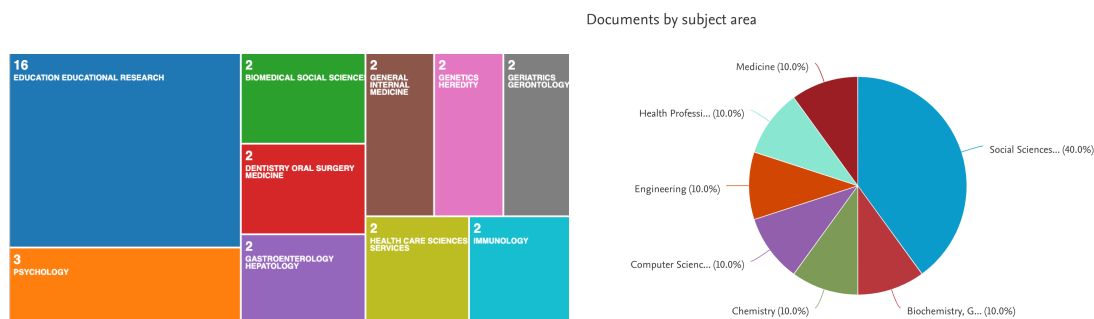 Documents by subject area
16
EDUCATION EDUCATIONAL RESEARCH
3
PSYCHOLOGY
2
BIOMEDICAL SOCIAL SCIENCES
2
DENTISTRY ORAL SURGERY
MEDICINE
2
GASTROENTEROLOGY
HEPATOLOGY
2
GENERAL
INTERNAL
MEDICINE
2
GENETICS
HEREDITY
2
GERIATRICS
GERONTOLOGY
2
HEALTH CARE SCIENCES
SERVICES
2
IMMUNOLOGY
Medicine (10.0%)
Health Professi... (10.0%)
Engineering (10.0%)
Computer Scienc... (10.0%)
Chemistry (10.0%)
Biochemistry, G... (10.0%)
Social Sciences... (40.0%)